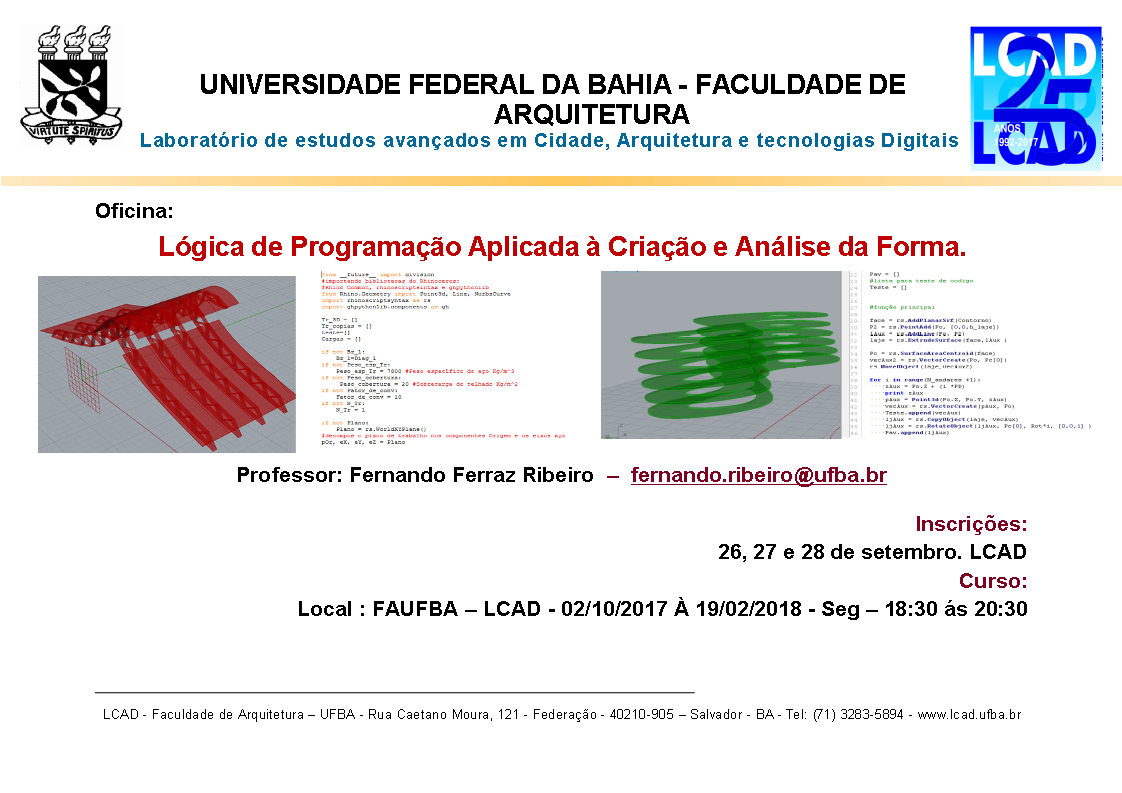 VIRTUTE SPIRITUS
LCAD
25
ANOS
1992-2017
LCAD
UNIVERSIDADE FEDERAL DA BAHIA - FACULDADE DE
ARQUITETURA
Laboratório de estudos avançados em Cidade, Arquitetura e tecnologias Digitais
Oficina:
Lógica de Programação Aplicada à Criação e Análise da Forma.
from __future__ import division
#importando bibliotecas do Rhinoceros:
#Rhino Common, rhinoscriptsintax e ghpythonlib
from Rhino.Geometry import Point3d, Line, NurbsCurve
import rhinoscriptsyntax as rs
import ghpythonlib.components as gh
Tr_3D = []
Tr_copias = []
teste=[]
Cargas = []
if not Br_1:
Br_1=Diag_1
if not Peso_esp_Tr:
Peso_esp_Tr = 7800 #Peso específico do aço Kg/m^3
if not Peso_cobertura:
Peso_cobertura = 20 #Sobrecarga do telhado Kg/m^2
if not Fator_de_conv:
Fator_de_conv = 10
if not N_Tr:
N_Tr = 1
if not Plano:
Plano = rs.WorldXYPlane()
#decompoe o plano de trabalho nos componentes Origem e os eixos xyz
pOr, eX, eY, eZ = Plano
22 Pav = []
23 #lista para teste de codigo
24 Teste = []
#função principal
face = rs.AddPlanarSrf(Contorno)
P2 = rs.PointAdd(Po, [0,0,h_laje])
lAux = rs.AddLine(Po, P2)
laje = rs.ExtrudeSurface(face,lAux )
Pc = rs.SurfaceAreaCentroid(face)
vecAux2 = rs.VectorCreate(Po, Pc[0])
rs.MoveObject(laje,vecAux2)
for i in range(N_andares +1):
zAux = Po.Z + (i *PD)
print zAux
pAux = Point3d(Po.X, Po.Y, zAux)
vecAux = rs.VectorCreate(pAux, Po)
Teste.append(vecAux)
ljAux = rs.CopyObject(laje, vecAux)
ljAux = rs.RotateObject(ljAux, Pc[0], Rot*i, [0,0,1] )
Pav.append(ljAux)
Professor: Fernando Ferraz Ribeiro – fernando.ribeiro@ufba.br
Inscrições:
26, 27 e 28 de setembro. LCAD
Curso:
Local : FAUFBA – LCAD - 02/10/2017 À 19/02/2018 - Seg – 18:30 ás 20:30
LCAD - Faculdade de Arquitetura – UFBA - Rua Caetano Moura, 121 - Federação - 40210-905 – Salvador - BA - Tel: (71) 3283-5894 - www.lcad.ufba.br